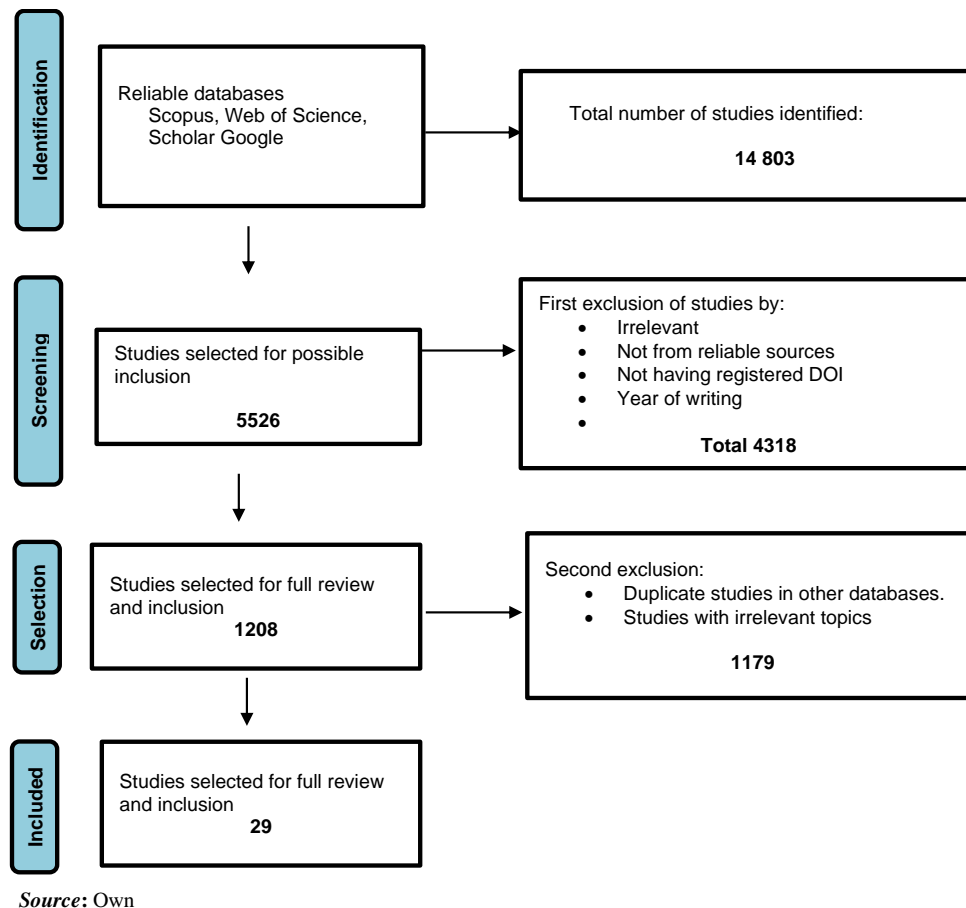 Identification
Reliable databases
Scopus, Web of Science,
Scholar Google
Total number of studies identified:
14 803
Screening
Studies selected for possible
inclusion
5526
First exclusion of studies by:
• Irrelevant
• Not from reliable sources
• Not having registered DOI
• Year of writing
•
Total 4318
Selection
Studies selected for full review
and inclusion
1208
Second exclusion:
• Duplicate studies in other databases.
• Studies with irrelevant topics
1179
Included
Studies selected for full review
and inclusion
29
Source: Own